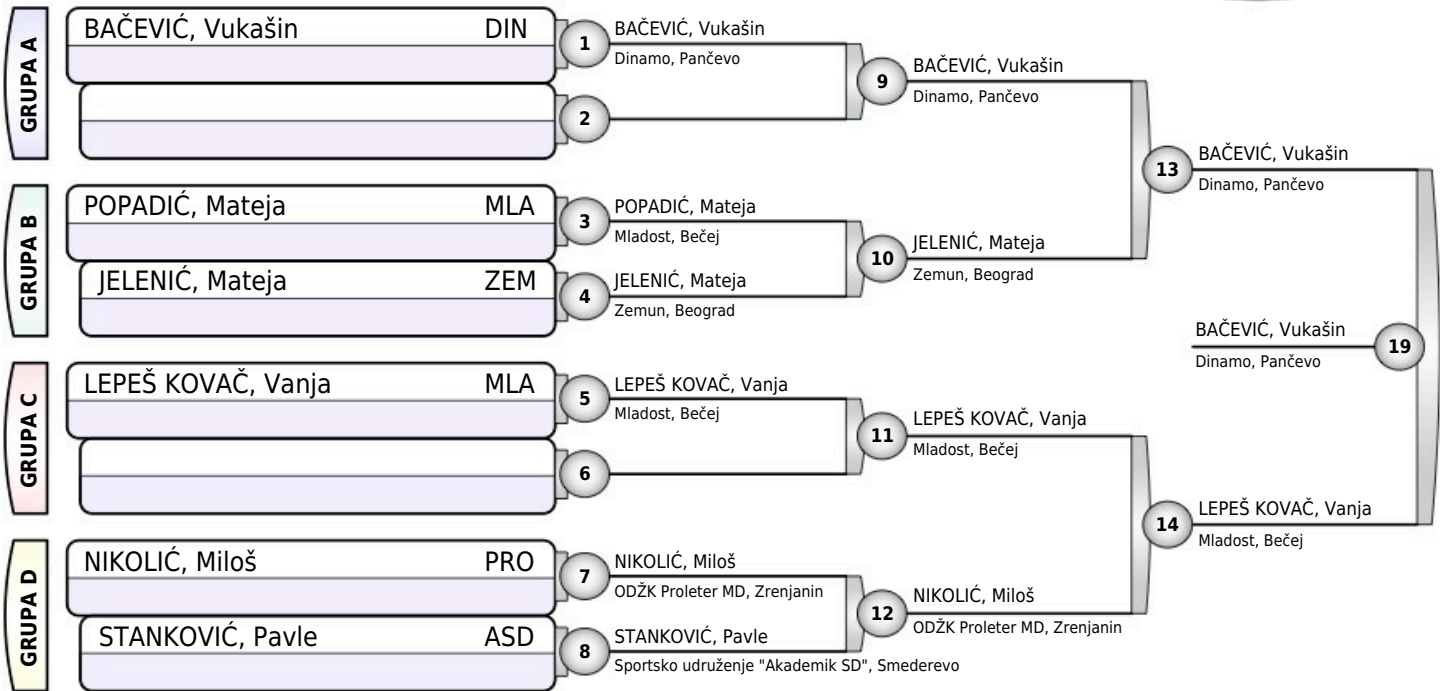 GRUPA A
BAČEVIĆ, Vukašin DIN
1
BAČEVIĆ, Vukašin
Dinamo, Pančevo
2
9
BAČEVIĆ, Vukašin
Dinamo, Pančevo
13
BAČEVIĆ, Vukašin
Dinamo, Pančevo
GRUPA B
POPADIĆ, Mateja MLA
3
POPADIĆ, Mateja
Mladost, Bečej
JELENIĆ, Mateja ZEM
4
JELENIĆ, Mateja
Zemun, Beograd
10
JELENIĆ, Mateja
Zemun, Beograd
BAČEVIĆ, Vukašin
Dinamo, Pančevo
19
GRUPA C
LEPEŠ KOVAČ, Vanja MLA
5
LEPEŠ KOVAČ, Vanja
Mladost, Bečej
6
11
LEPEŠ KOVAČ, Vanja
Mladost, Bečej
14
LEPEŠ KOVAČ, Vanja
Mladost, Bečej
GRUPA D
NIKOLIĆ, Miloš PRO
7
NIKOLIĆ, Miloš
ODŽK Proleter MD, Zrenjanin
STANKOVIĆ, Pavle ASD
8
STANKOVIĆ, Pavle
Sportsko udruženje "Akademik SD", Smederevo
12
NIKOLIĆ, Miloš
ODŽK Proleter MD, Zrenjanin